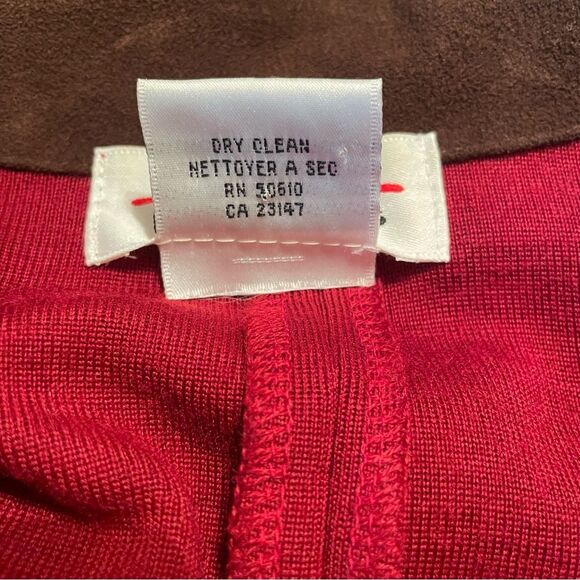 DRY CLEAN
NETTOYER A SEC
RN 50610
CA 23147